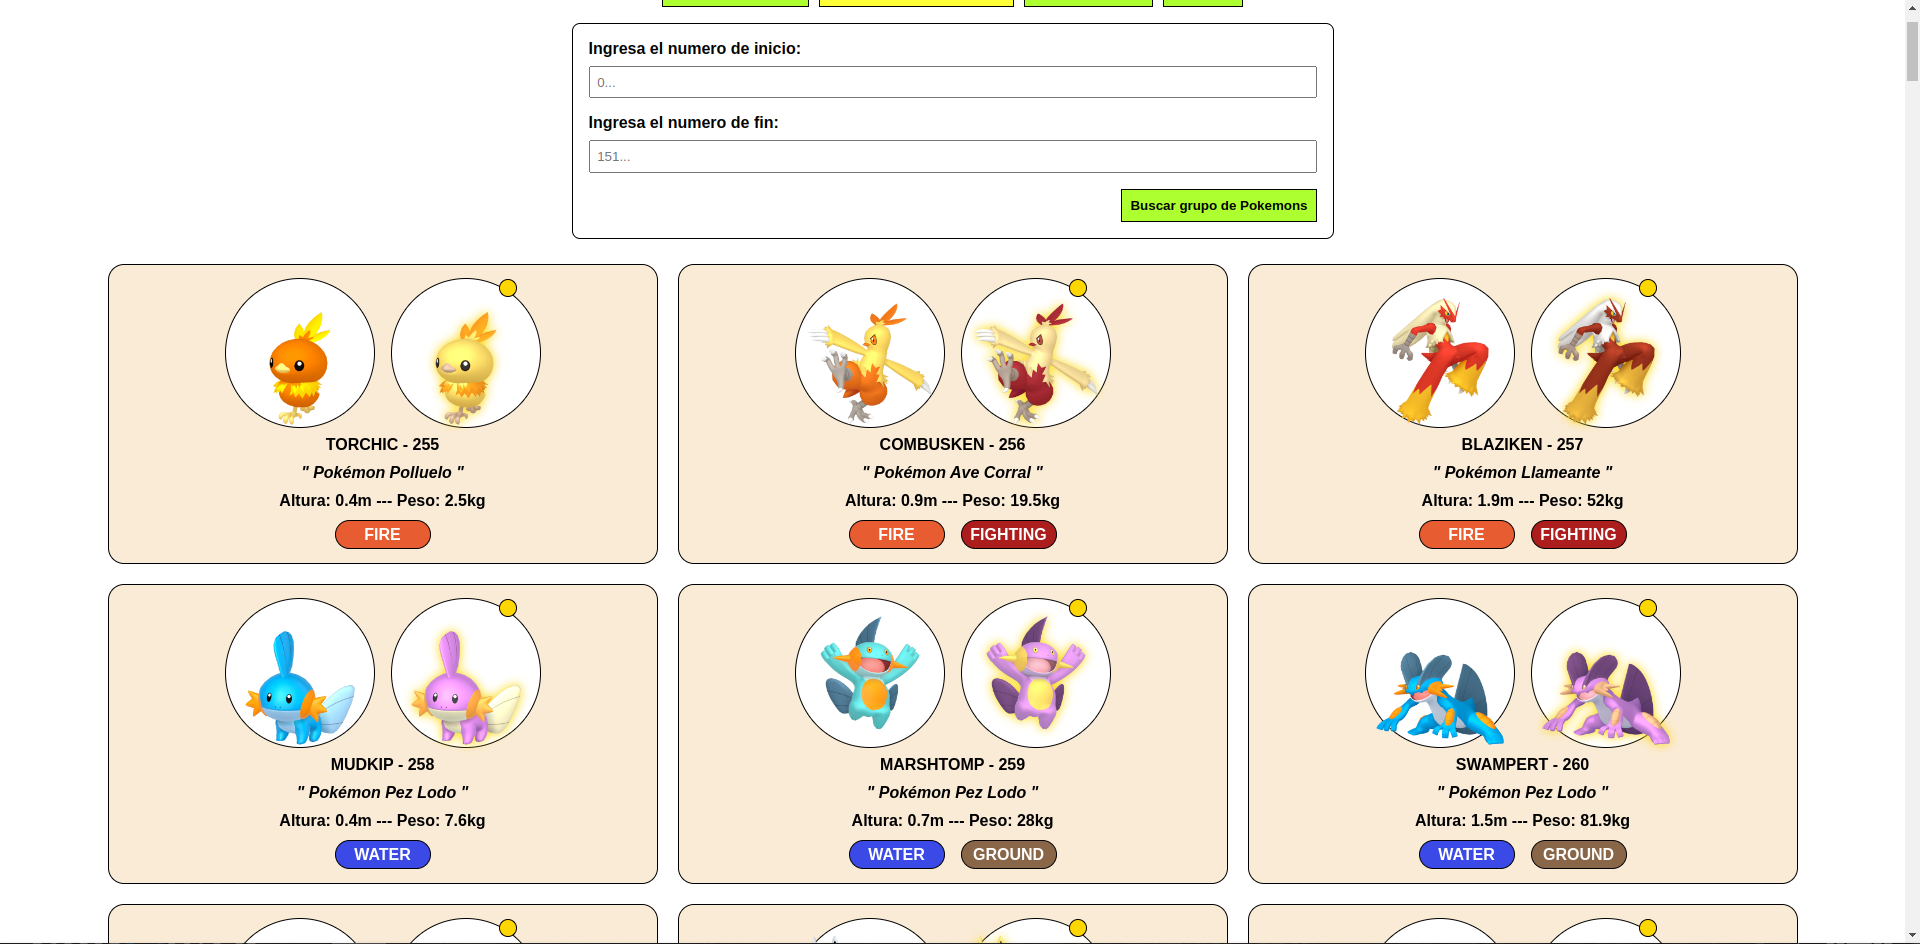 Ingresa el numero de inicio:
0...
Ingresa el numero de fin:
151...
Buscar grupo de Pokemons
TORCHIC - 255
" Pokémon Polluelo "
Altura: 0.4m --- Peso: 2.5kg
FIRE
COMBUSKEN - 256
" Pokémon Ave Corral "
Altura: 0.9m --- Peso: 19.5kg
FIRE FIGHTING
BLAZIKEN - 257
" Pokémon Llameante "
Altura: 1.9m --- Peso: 52kg
FIRE FIGHTING
MUDKIP - 258
" Pokémon Pez Lodo "
Altura: 0.4m --- Peso: 7.6kg
WATER
MARSHTOMP - 259
" Pokémon Pez Lodo "
Altura: 0.7m --- Peso: 28kg
WATER GROUND
SWAMPERT - 260
" Pokémon Pez Lodo "
Altura: 1.5m --- Peso: 81.9kg
WATER GROUND